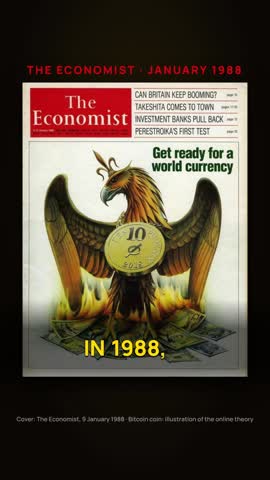 THE ECONOMIST · JANUARY 1988
CAN BRITAIN KEEP BOOMING?
TAKESHITA COMES TO TOWN
INVESTMENT BANKS PULL BACK
PERESTROIKA'S FIRST TEST
The
Economist
Get ready for a
world currency
10
IN 1988,
Cover: The Economist, 9 January 1988 · Bitcoin coin: illustration of the online theory